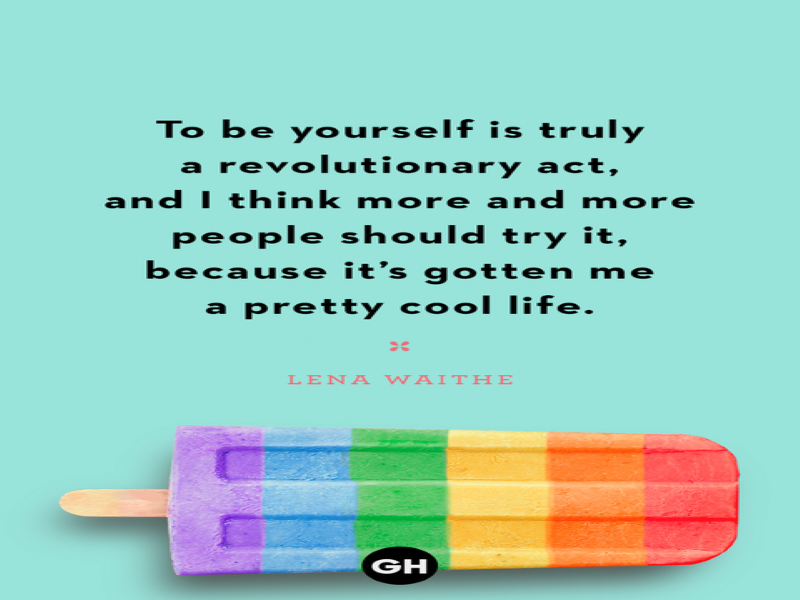 To be yourself is truly
a revolutionary act,
and I think more and more
people should try it,
because it’s gotten me
a pretty cool life.
LENA WAITHE
GH